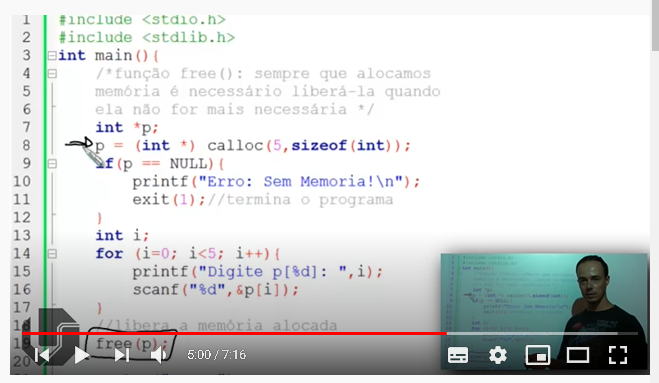 1 #include <stdio.h>
2 #include <stdlib.h>
3 int main(){
4 /*função free(): sempre que alocamos
5 memória é necessário liberá-la quando
6 ela não for mais necessária */
7 int *p;
8 p = (int *) calloc(5,sizeof(int));
9 if(p == NULL){
10 printf("Erro: Sem Memoria!\n");
11 exit(1);//termina o programa
12 }
13 int i;
14 for (i=0; i<5; i++){
15 printf("Digite p[%d]: ",i);
16 scanf("%d",&p[i]);
17 }
18 //libera a memória alocada
19 free(p);
20
5:00 / 7:16